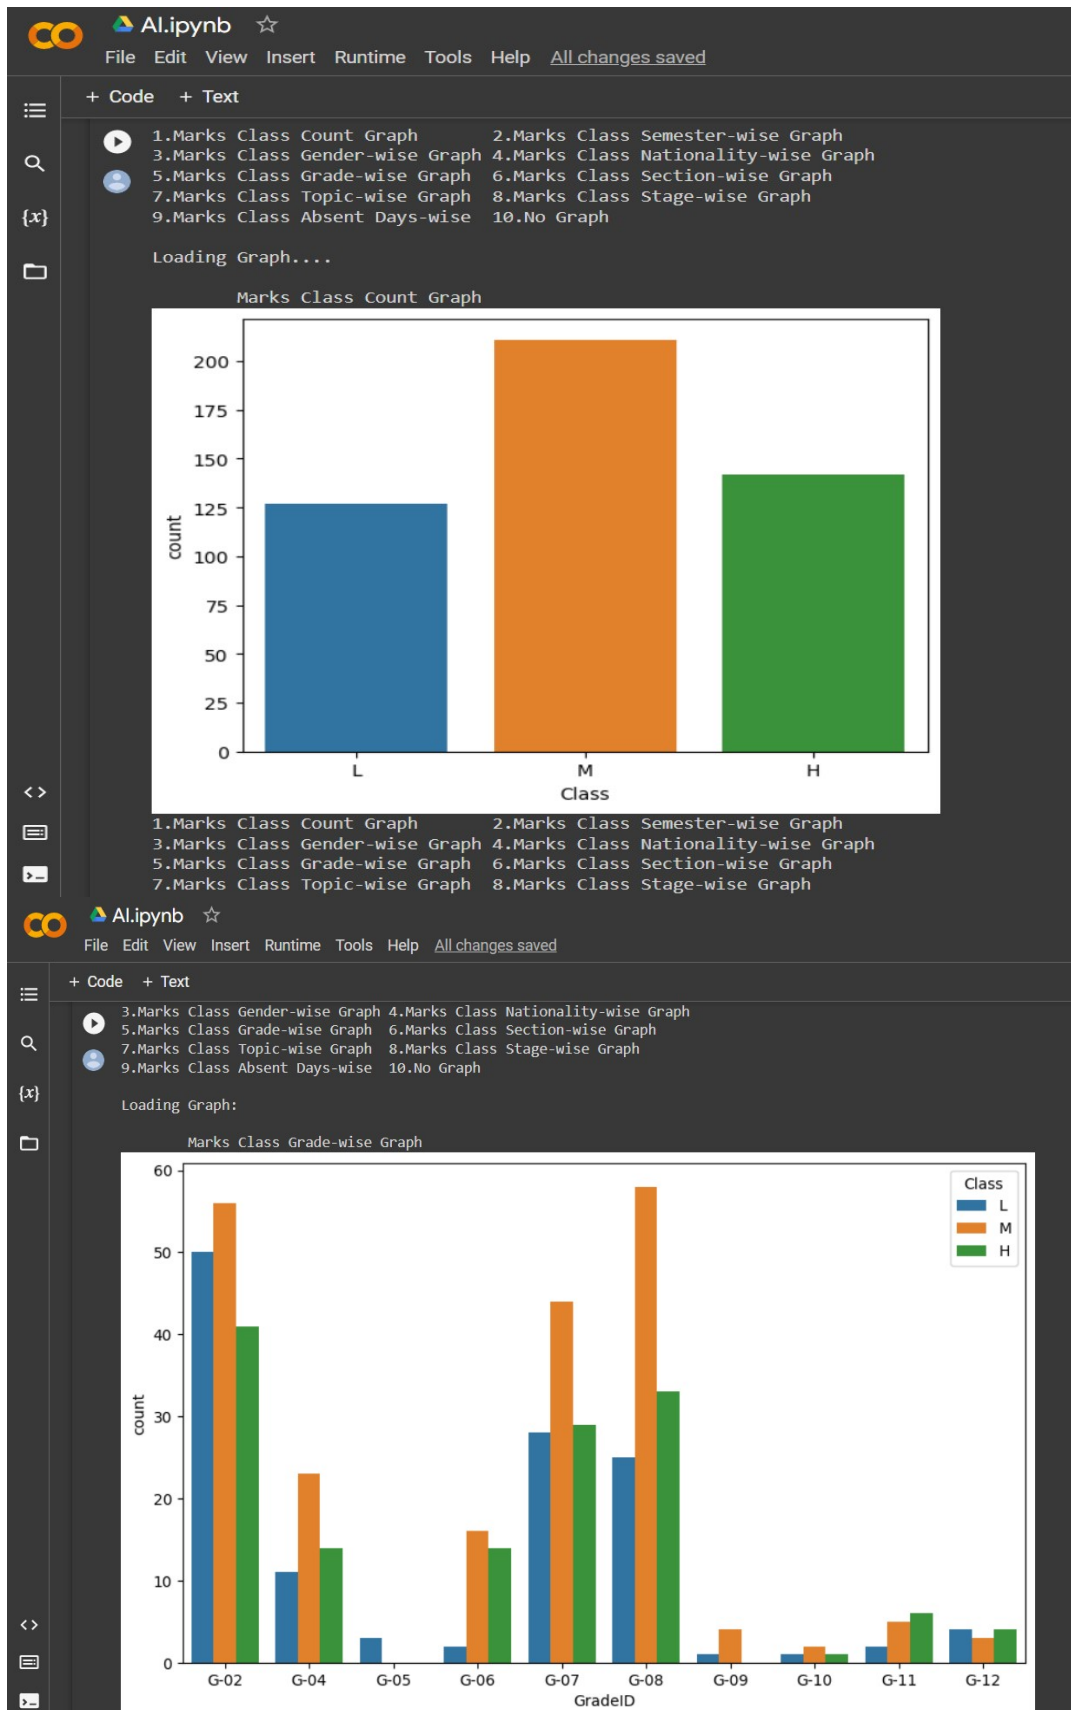 AI.ipynb
File Edit View Insert Runtime Tools Help All changes saved
+ Code + Text
{x}
1.Marks Class Count Graph 2.Marks Class Semester-wise Graph
3.Marks Class Gender-wise Graph 4.Marks Class Nationality-wise Graph
5.Marks Class Grade-wise Graph 6.Marks Class Section-wise Graph
7.Marks Class Topic-wise Graph 8.Marks Class Stage-wise Graph
9.Marks Class Absent Days-wise 10.No Graph
Loading Graph....
Marks Class Count Graph
200
175
150
125
100
75
50
25
0
count
L M H
Class
1.Marks Class Count Graph 2.Marks Class Semester-wise Graph
3.Marks Class Gender-wise Graph 4.Marks Class Nationality-wise Graph
5.Marks Class Grade-wise Graph 6.Marks Class Section-wise Graph
7.Marks Class Topic-wise Graph 8.Marks Class Stage-wise Graph
AI.ipynb
File Edit View Insert Runtime Tools Help All changes saved
+ Code + Text
{x}
3.Marks Class Gender-wise Graph 4.Marks Class Nationality-wise Graph
5.Marks Class Grade-wise Graph 6.Marks Class Section-wise Graph
7.Marks Class Topic-wise Graph 8.Marks Class Stage-wise Graph
9.Marks Class Absent Days-wise 10.No Graph
Loading Graph:
Marks Class Grade-wise Graph
60
50
40
30
20
10
0
count
Class
L
M
H
G-02 G-04 G-05 G-06 G-07 G-08 G-09 G-10 G-11 G-12
GradeID